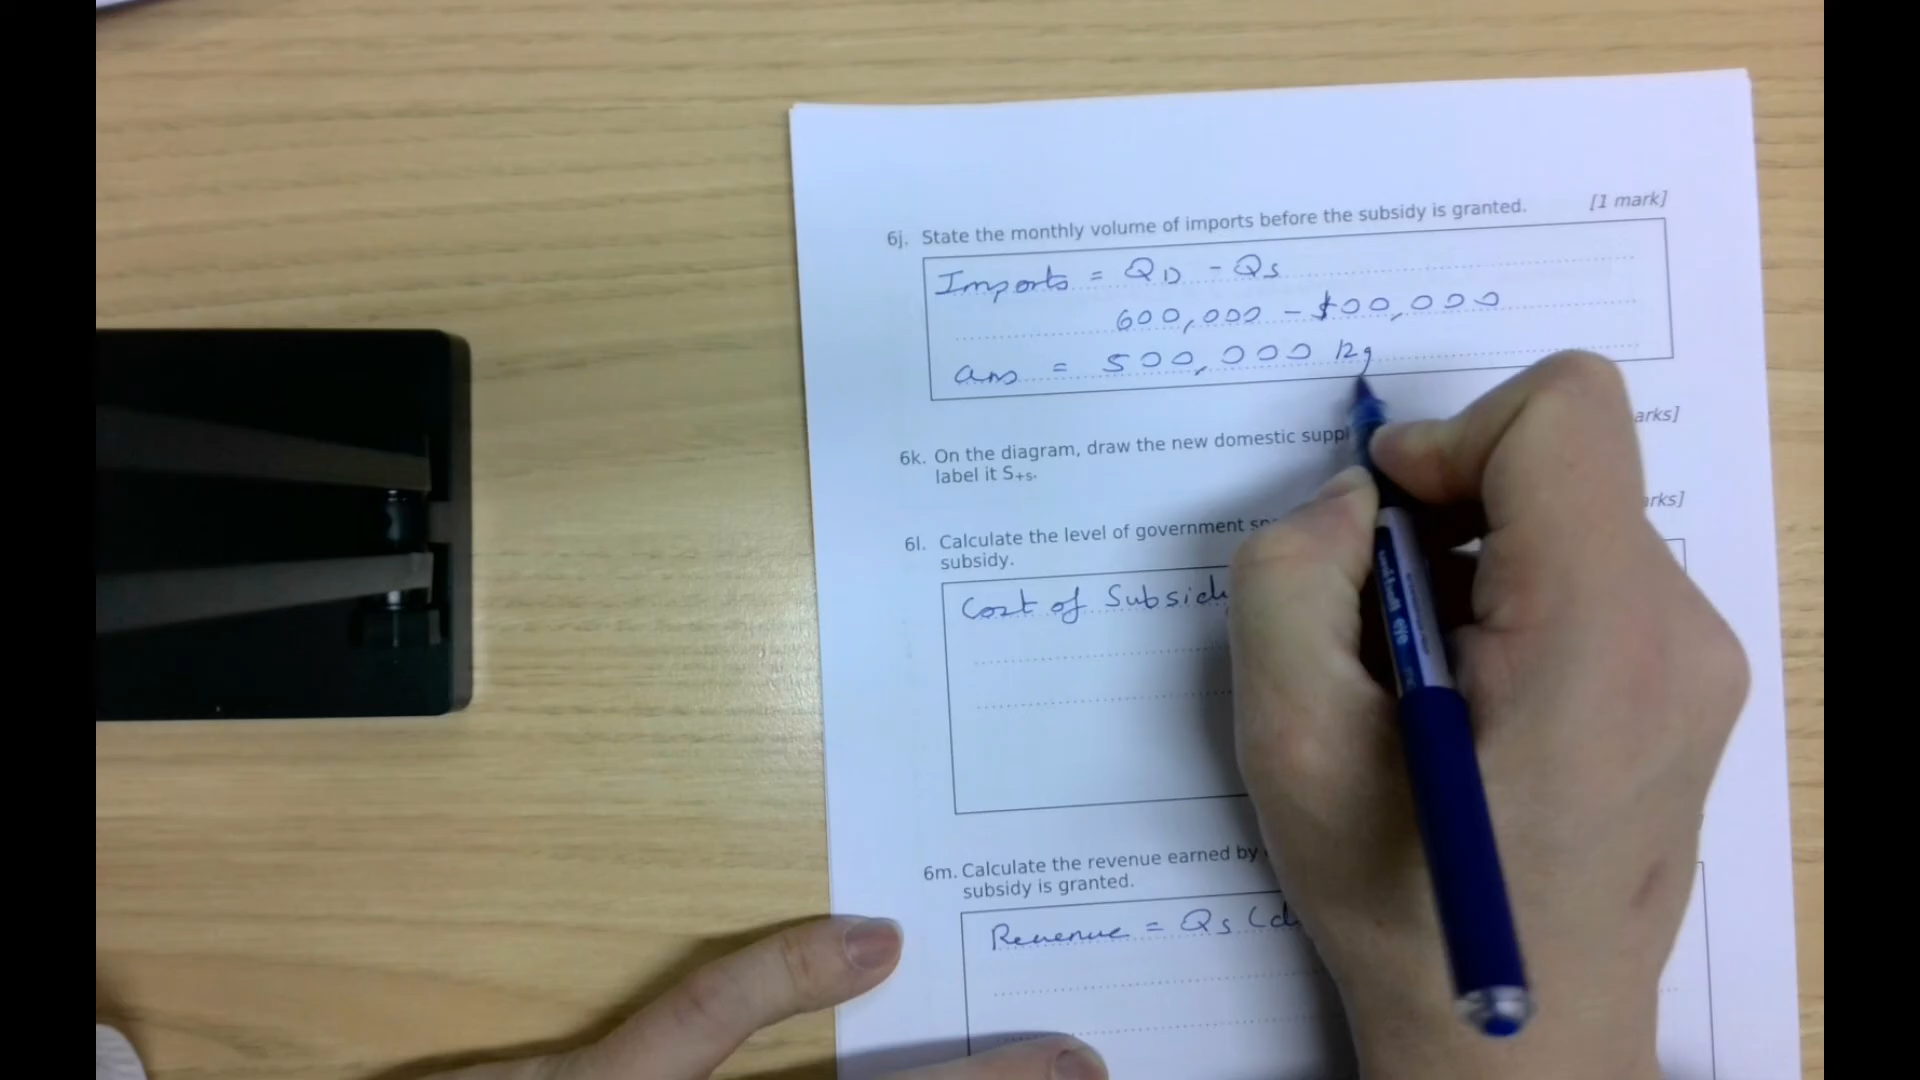 6j. State the monthly volume of imports before the subsidy is granted. [1 mark]
Imports = QD - Qs
600,000 - 100,000
ans = 500,000 kg
6k. On the diagram, draw the new domestic arks]
label it S+s.
6l. Calculate the level of government arks]
subsidy.
Cost of
6m. Calculate the revenue earned by
subsidy is granted.
Revenue = Qs (d
uni-ball eye